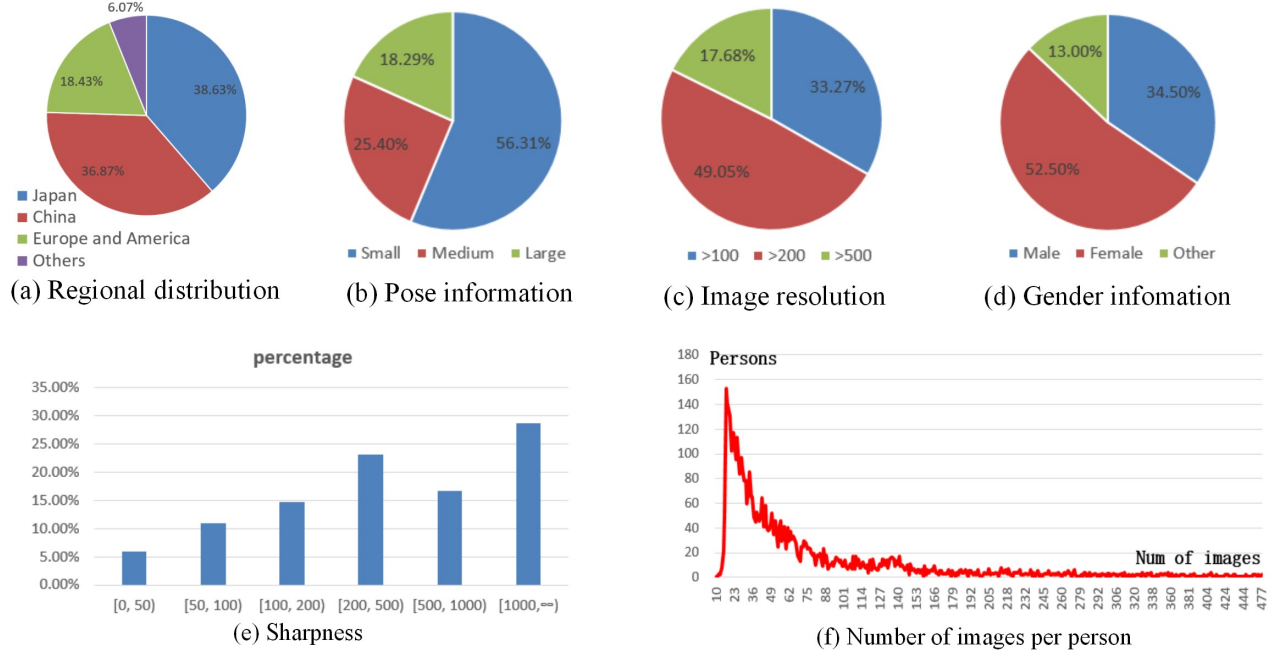 6.07%
18.43%
38.63%
36.87%
Japan
China
Europe and America
Others
(a) Regional distribution
18.29%
25.40%
56.31%
Small Medium Large
(b) Pose information
17.68%
33.27%
49.05%
>100 >200 >500
(c) Image resolution
13.00%
34.50%
52.50%
Male Female Other
(d) Gender infomation
percentage
35.00%
30.00%
25.00%
20.00%
15.00%
10.00%
5.00%
0.00%
[0, 50) [50, 100) [100, 200) [200, 500) [500, 1000) [1000,∞)
(e) Sharpness
Persons
180
160
140
120
100
80
60
40
20
0
Num of images
10 23 36 49 62 75 88 101 114 127 140 153 166 179 192 205 218 232 245 260 279 292 306 320 338 360 381 404 424 444 477
(f) Number of images per person